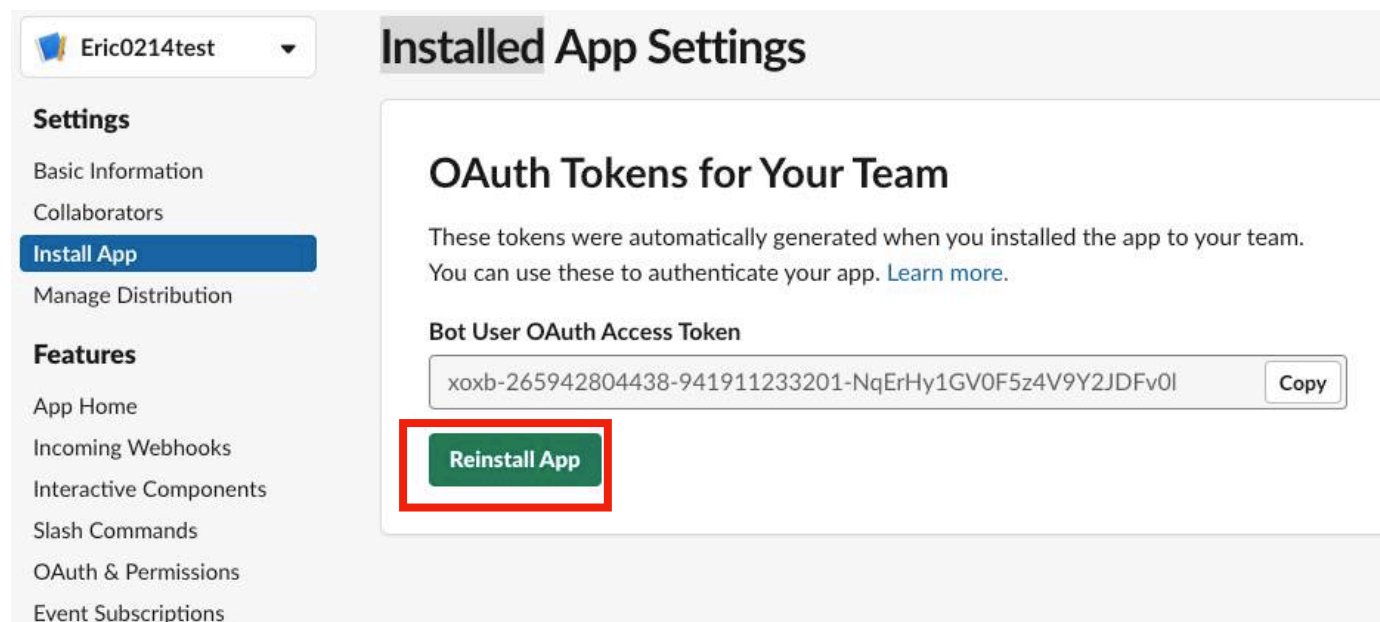 Eric0214test
Settings
Basic Information
Collaborators
Install App
Manage Distribution
Features
App Home
Incoming Webhooks
Interactive Components
Slash Commands
OAuth & Permissions
Event Subscriptions
Installed App Settings
OAuth Tokens for Your Team
These tokens were automatically generated when you installed the app to your team.
You can use these to authenticate your app. Learn more.
Bot User OAuth Access Token
xoxb-265942804438-941911233201-NqErHy1GV0F5z4V9Y2JDFv0l
Copy
Reinstall App